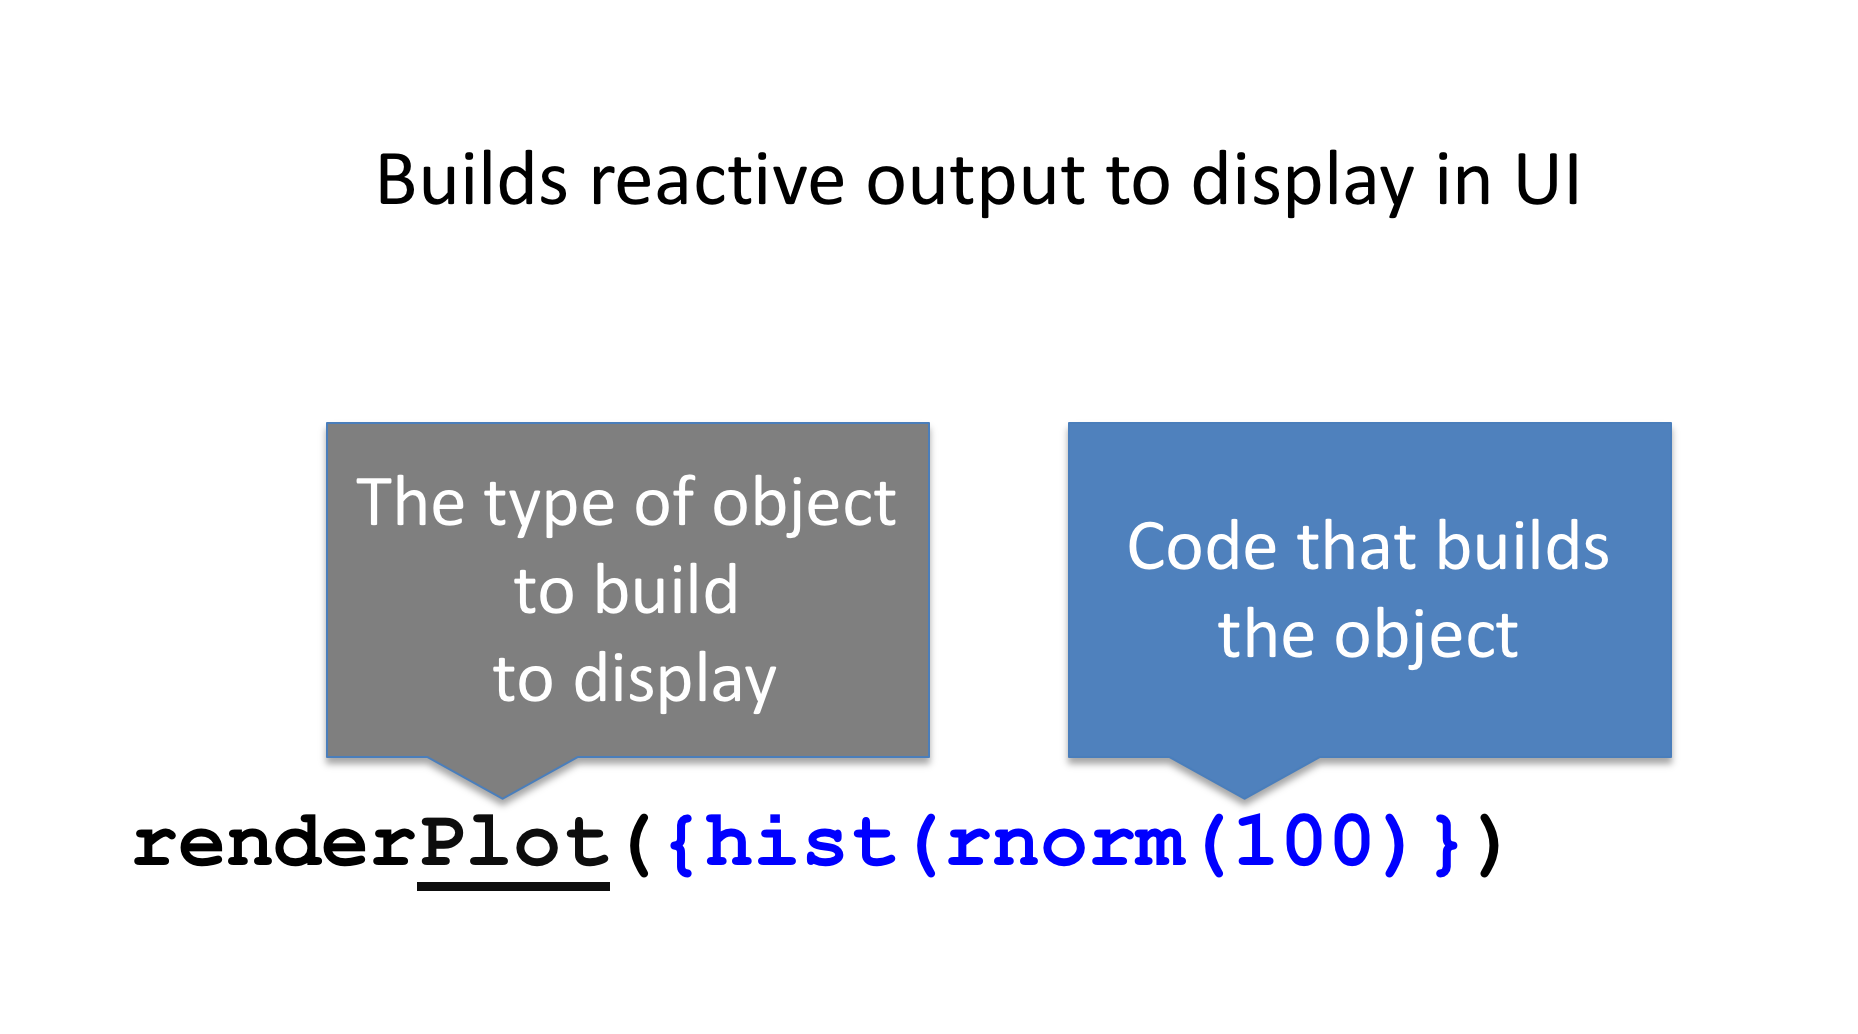 Builds reactive output to display in UI
The type of object
to build
to display
Code that builds
the object
renderPlot({hist(rnorm(100)})